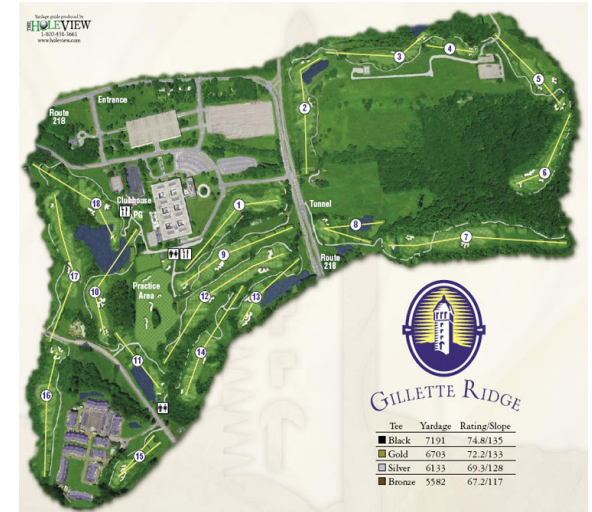 Yardage guide produced by
THE HOLEVIEW
1-800-436-3661
www.holeview.com
Entrance
Route
218
Clubhouse
PG
Practice
Area
Tunnel
Route
218
1
2
3
4
5
6
7
8
9
10
11
12
13
14
15
16
17
18
GILLETTE RIDGE
Tee Yardage Rating/Slope
Black 7191 74.8/135
Gold 6703 72.2/133
Silver 6133 69.3/128
Bronze 5582 67.2/117